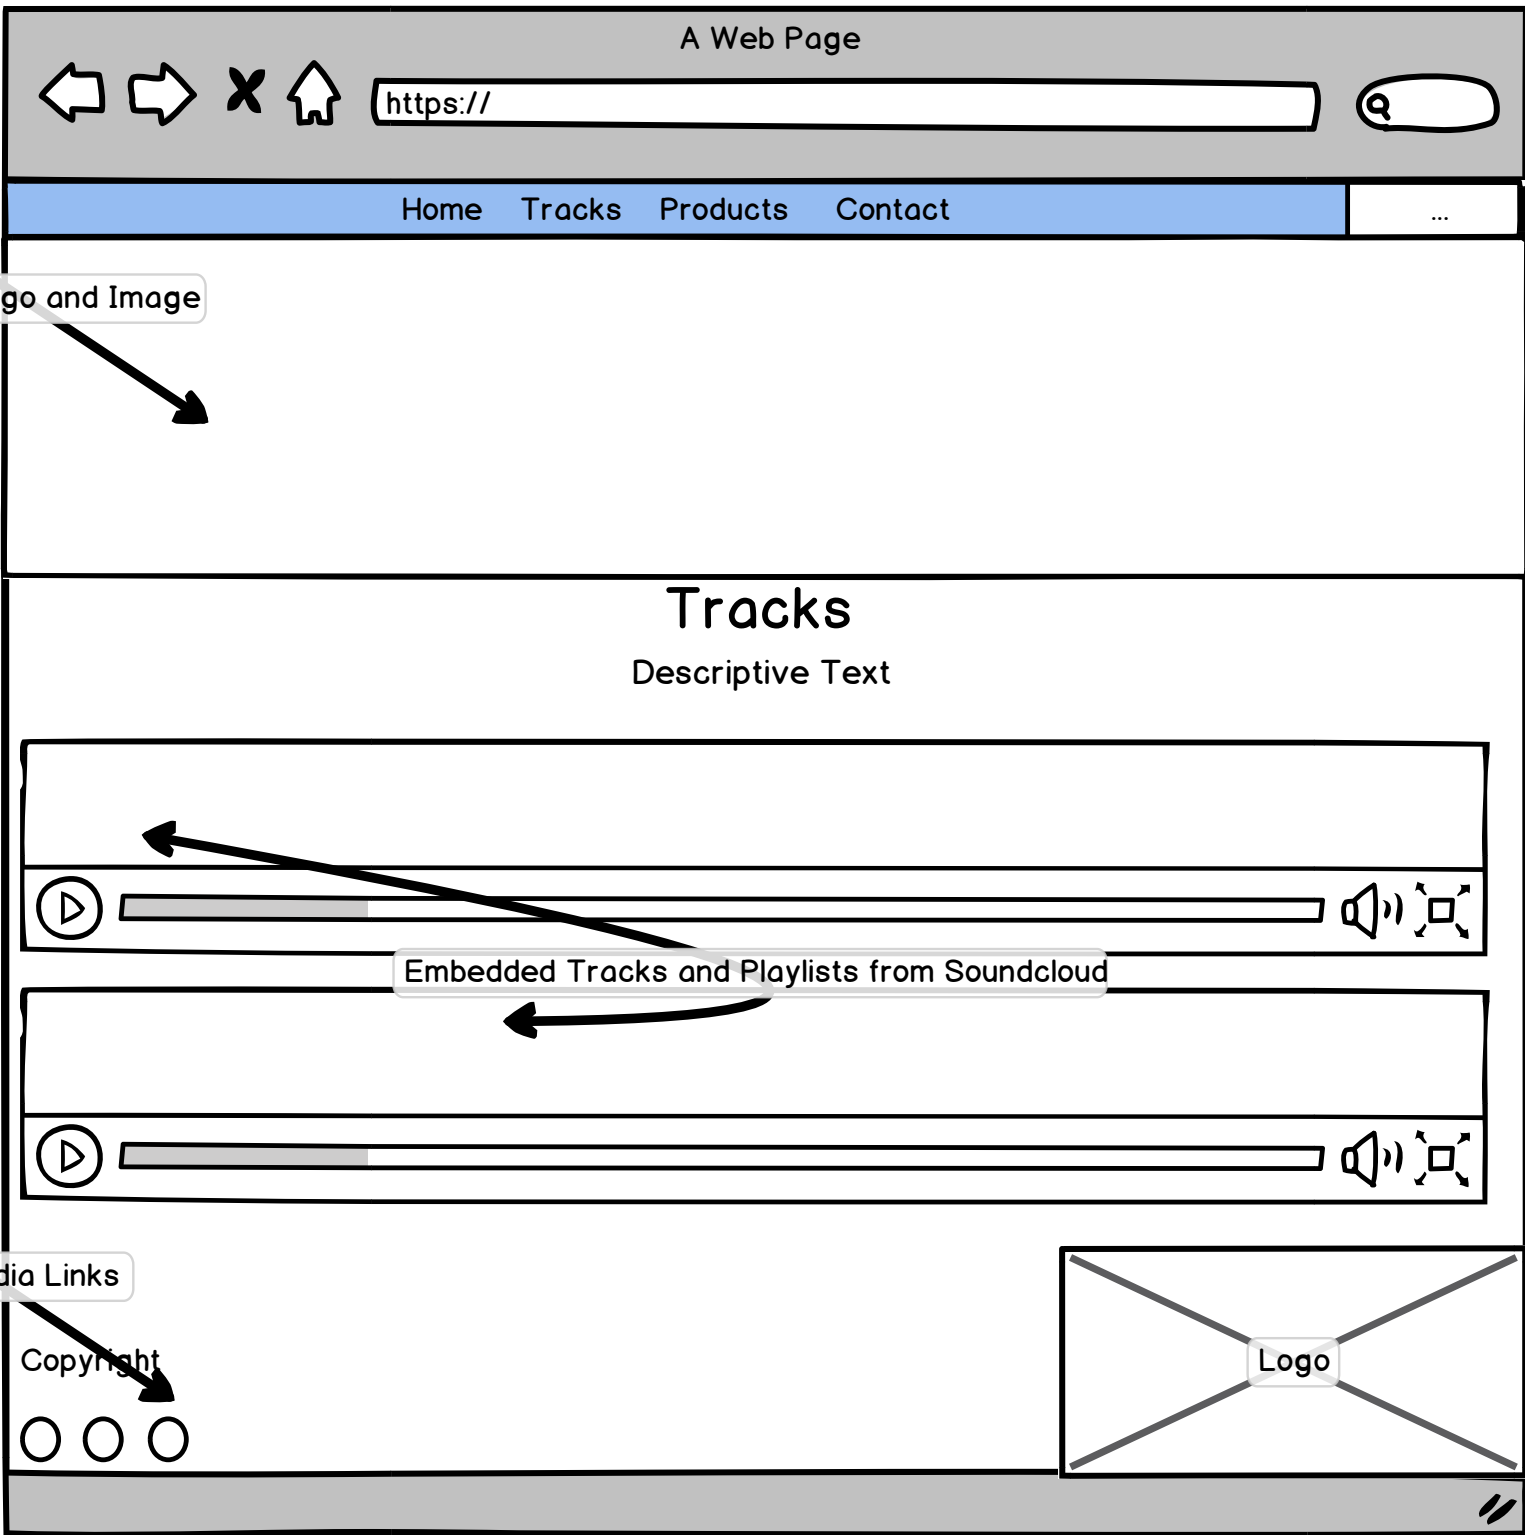 A Web Page
https://
Home Tracks Products Contact
...
go and Image
Tracks
Descriptive Text
Embedded Tracks and Playlists from Soundcloud
dia Links
Copyright
Logo